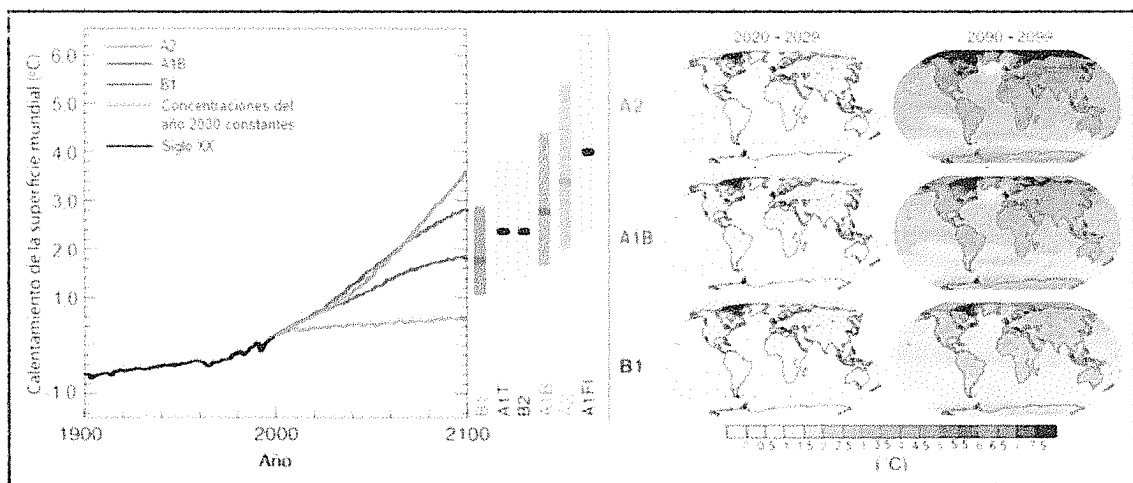 Calentamiento de la superficie mundial (ºC)
6.0
5.0
4.0
3.0
2.0
1.0
1 0
A2
A1B
B1
Concentraciones del
año 2000 constantes
Siglo XX
1900
2000
2100
Año
B1
A1T
B2
A1B
A2
A1FI
2020 - 2029
2090 - 2099
A2
A1B
B1
(ºC)